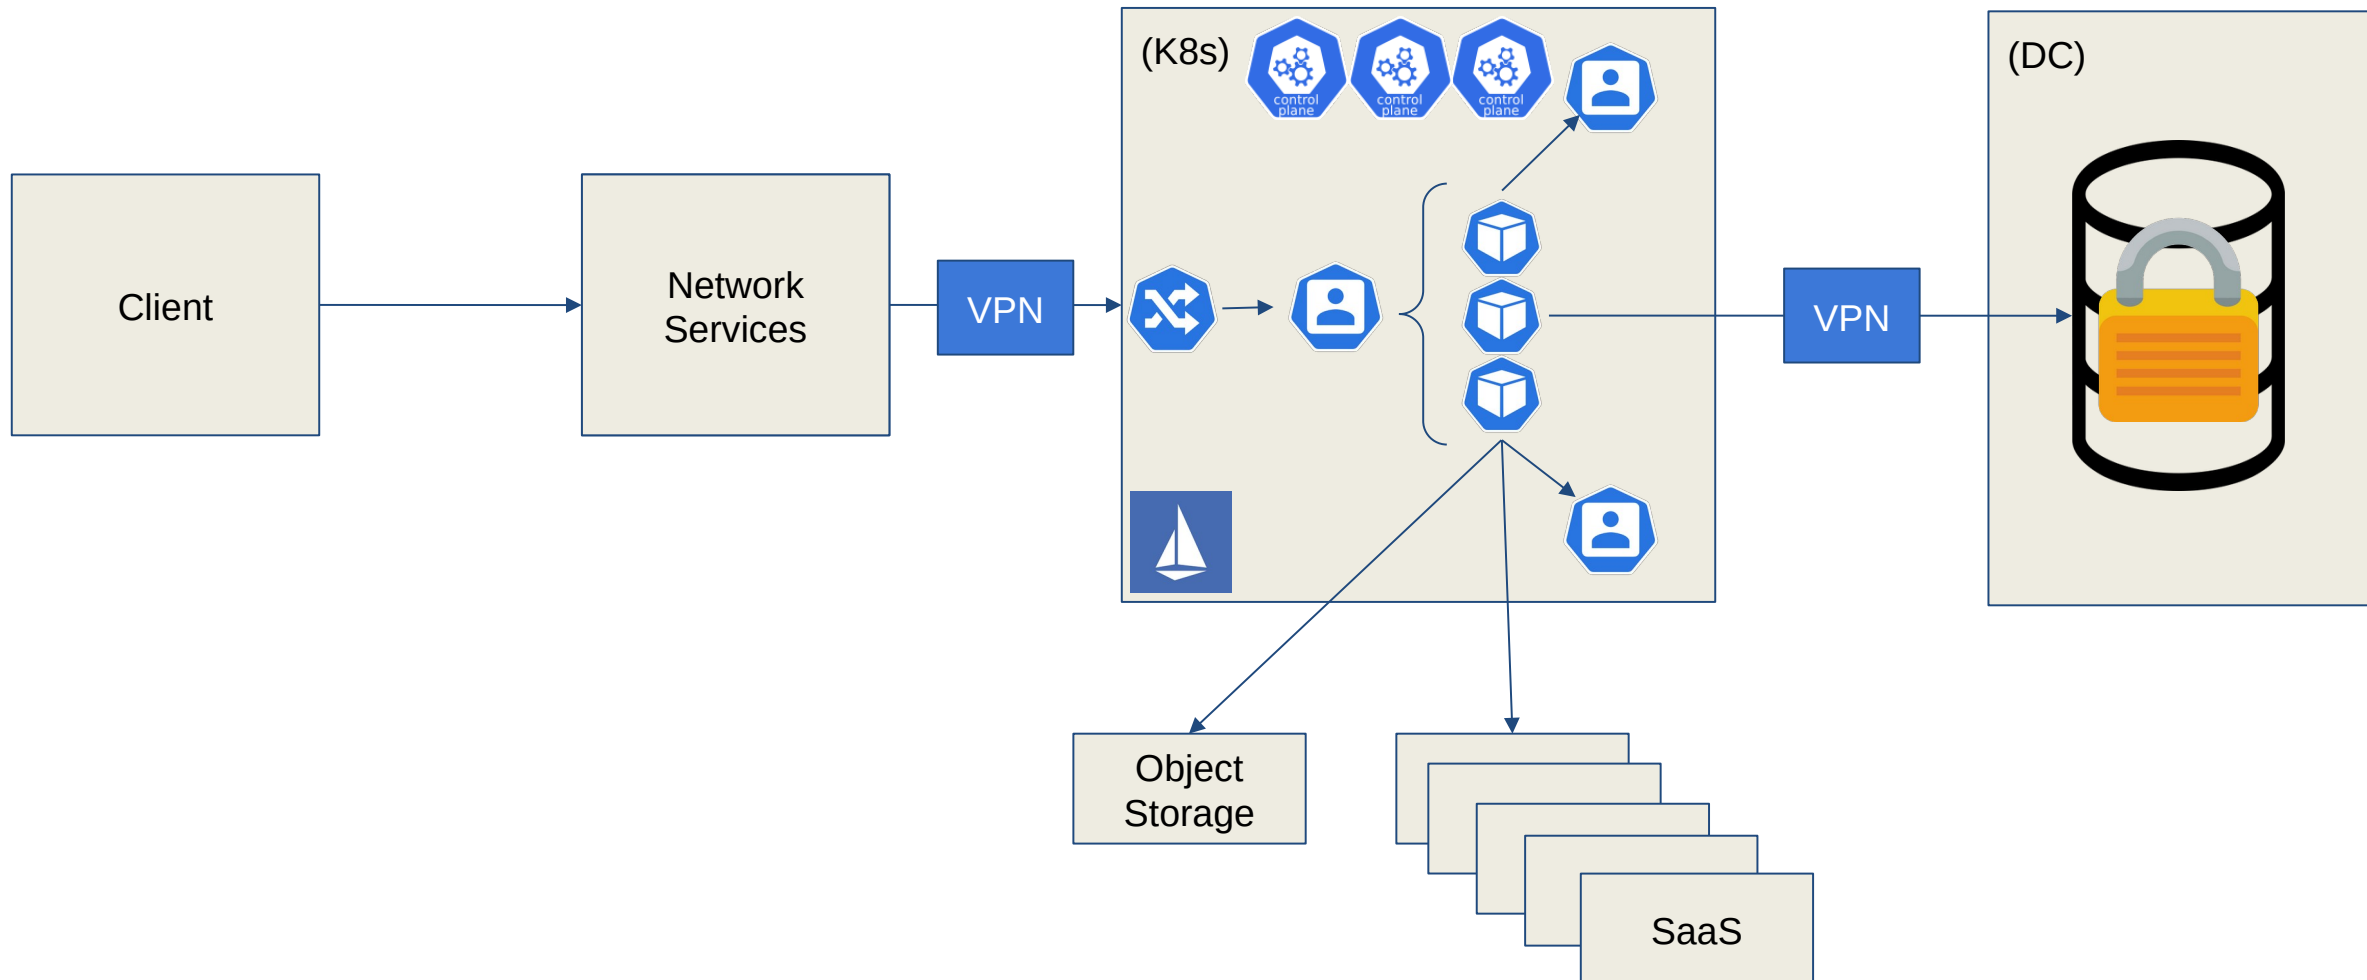 (K8s)
control
plane
control
plane
control
plane
(DC)
Client
Network
Services
VPN
VPN
Object
Storage
SaaS